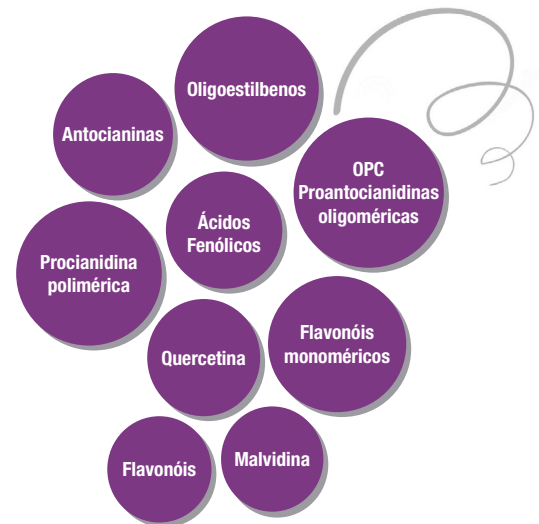 Oligoestilbenos
Antocianinas
OPC
Proantocianidinas
oligoméricas
Ácidos
Fenólicos
Procianidina
polimérica
Flavonóis
monoméricos
Quercetina
Malvidina
Flavonóis